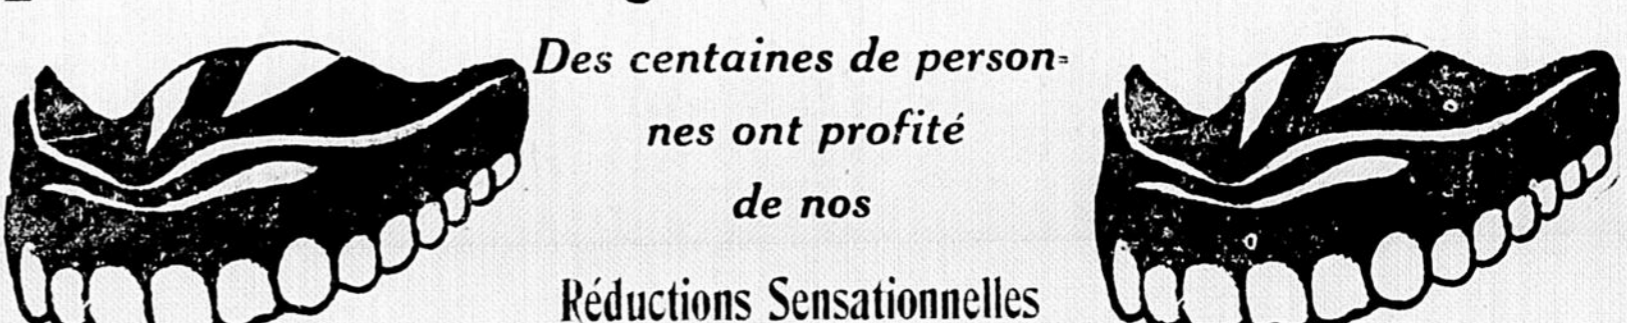 Des centaines de person=
nes ont profité
de nos
Réductions Sensationnelles